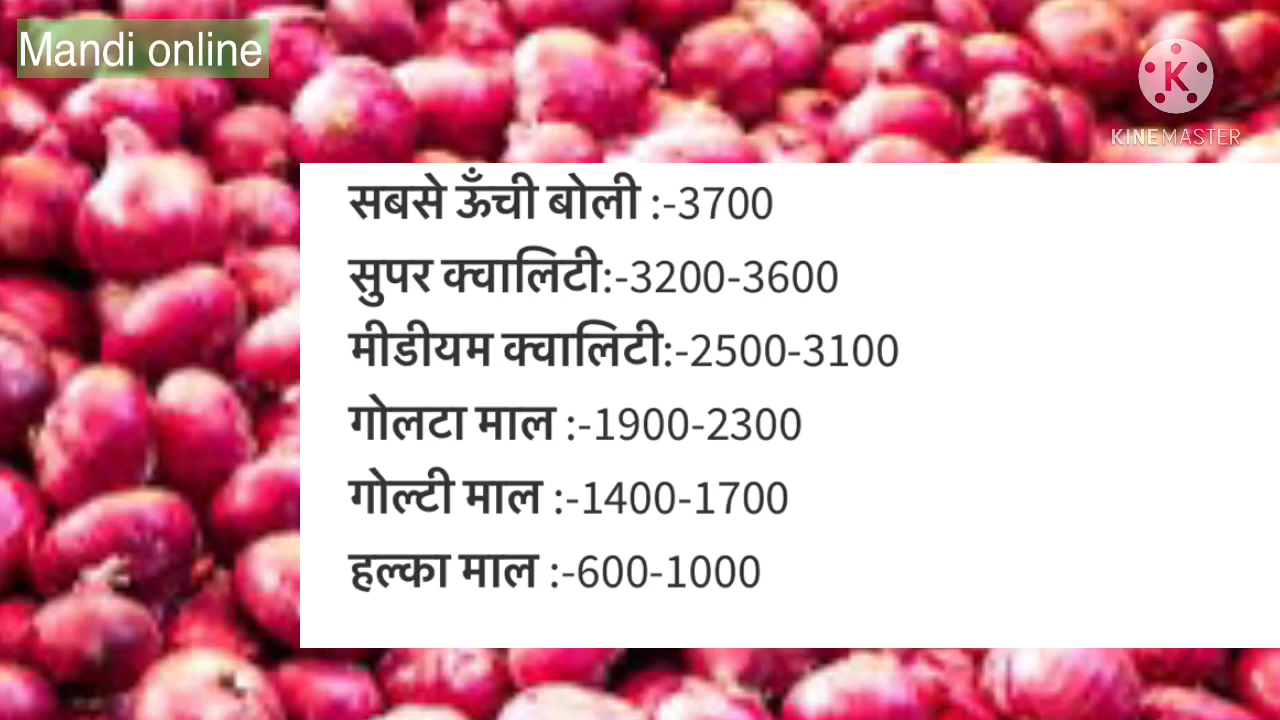 Mandi online
KINEMASTER
सबसे ऊँची बोली :-3700
सुपर क्वालिटी:-3200-3600
मीडीयम क्वालिटी:-2500-3100
गोलटा माल :-1900-2300
गोल्टी माल :-1400-1700
हल्का माल :-600-1000